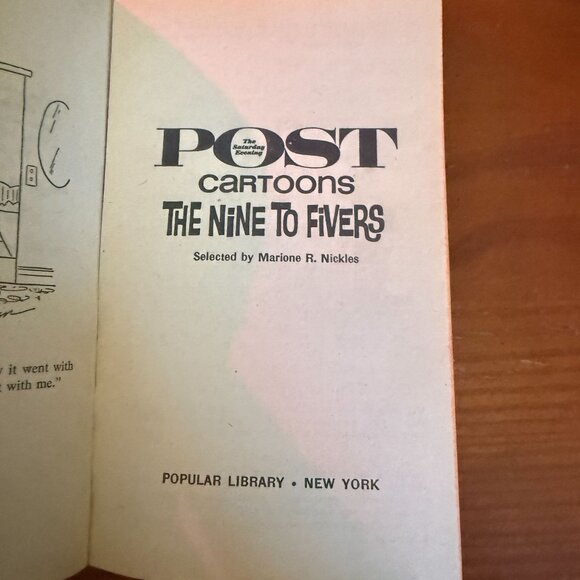 y it went with
with me."
POST
The
Saturday
Evening
CARTOONS
THE NINE TO FIVERS
Selected by Marione R. Nickles
POPULAR LIBRARY • NEW YORK